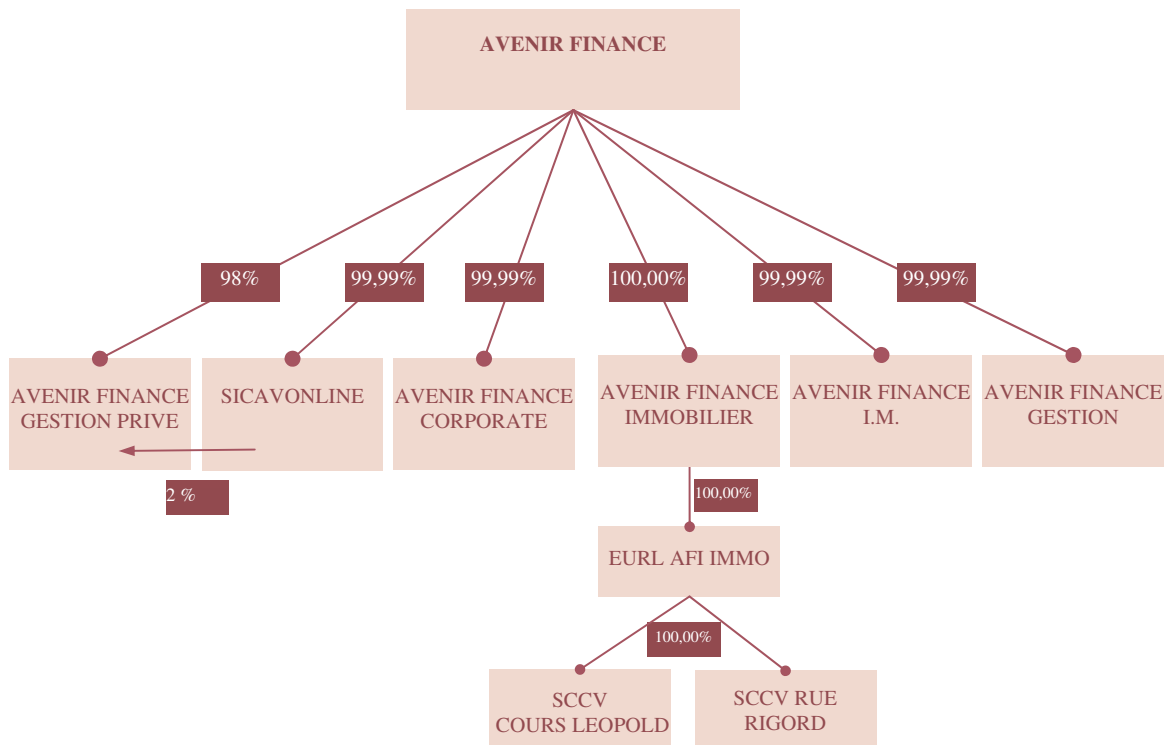 AVENIR FINANCE
98%
99,99%
99,99%
100,00%
99,99%
99,99%
AVENIR FINANCE
GESTION PRIVE
SICAVONLINE
AVENIR FINANCE
CORPORATE
AVENIR FINANCE
IMMOBILIER
AVENIR FINANCE
I.M.
AVENIR FINANCE
GESTION
2 %
100,00%
EURL AFI IMMO
100,00%
SCCV
COURS LEOPOLD
SCCV RUE
RIGORD